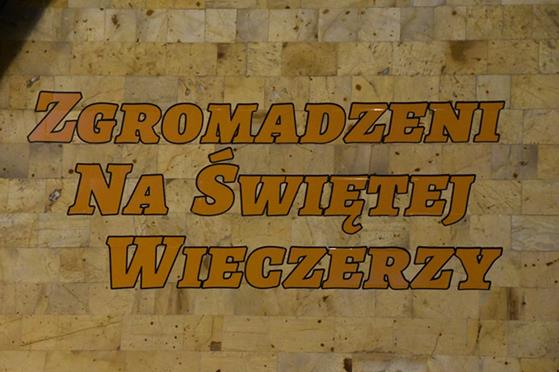 Zgromadzeni
Na Świętej
Wieczerzy